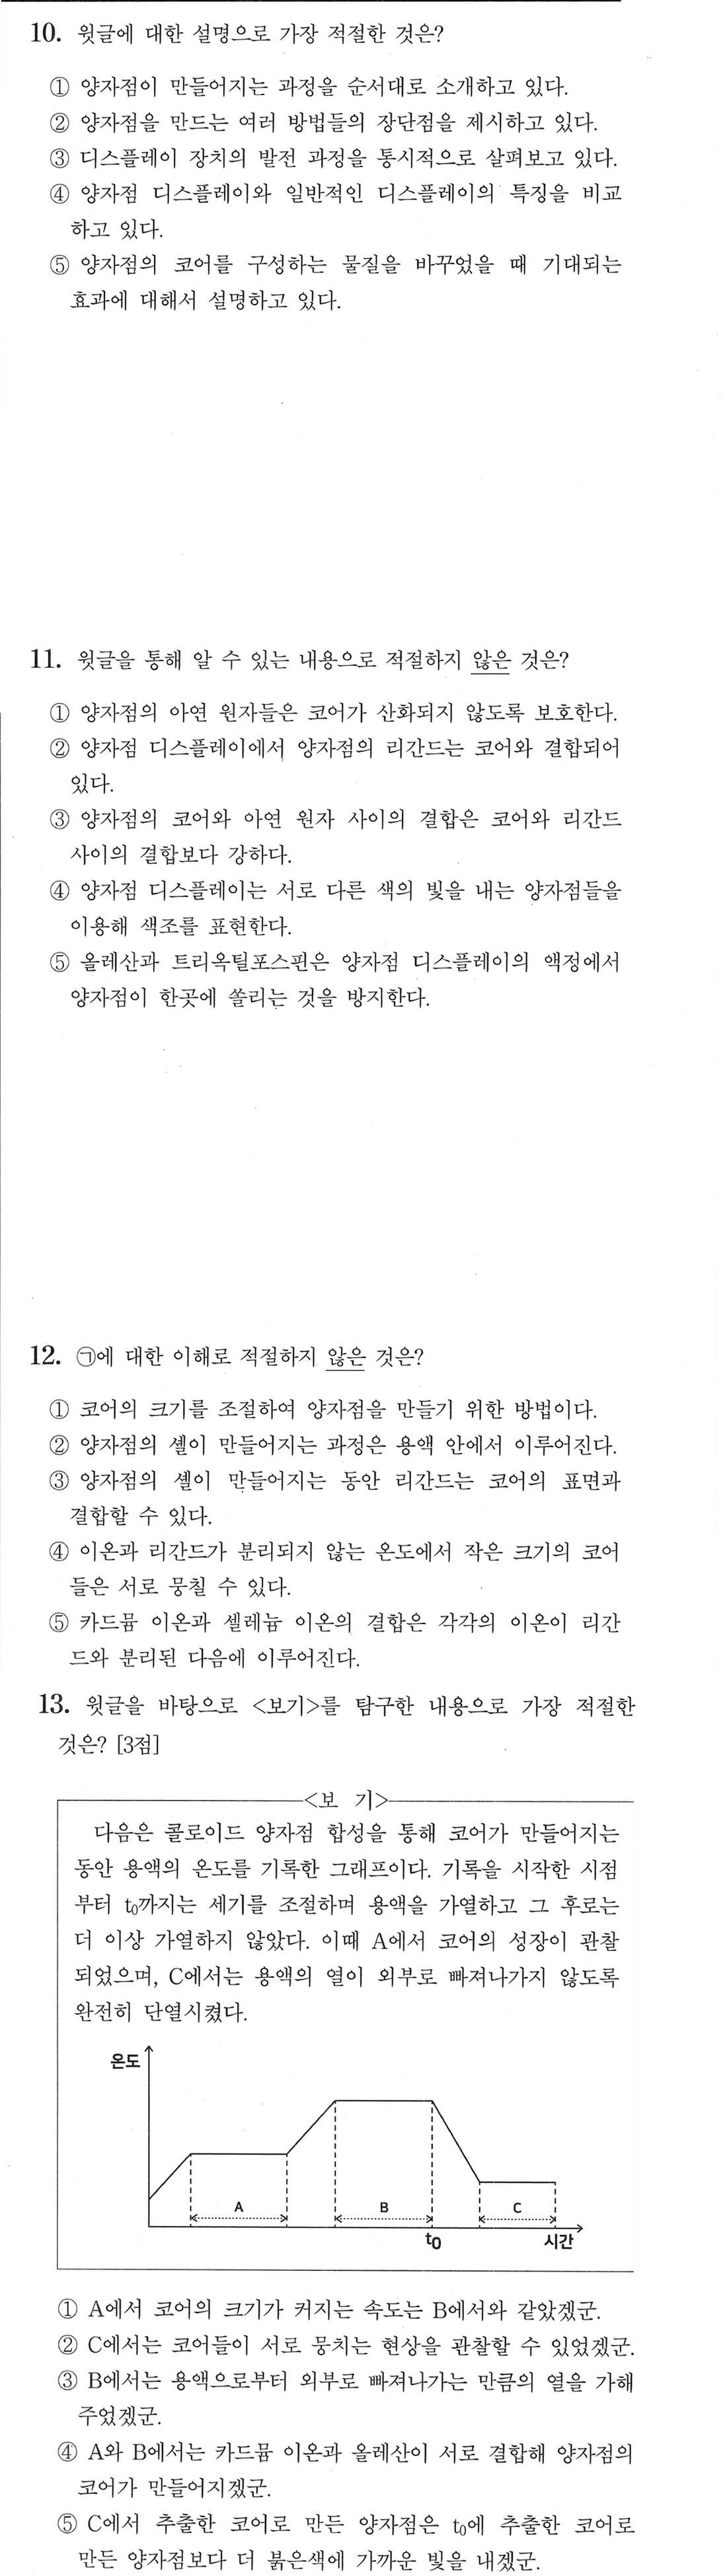 10. 윗글에 대한 설명으로 가장 적절한 것은?
① 양자점이 만들어지는 과정을 순서대로 소개하고 있다.
② 양자점을 만드는 여러 방법들의 장단점을 제시하고 있다.
③ 디스플레이 장치의 발전 과정을 통시적으로 살펴보고 있다.
④ 양자점 디스플레이와 일반적인 디스플레이의 특징을 비교
하고 있다.
⑤ 양자점의 코어를 구성하는 물질을 바꾸었을 때 기대되는
효과에 대해서 설명하고 있다.
11. 윗글을 통해 알 수 있는 내용으로 적절하지 않은 것은?
① 양자점의 아연 원자들은 코어가 산화되지 않도록 보호한다.
② 양자점 디스플레이에서 양자점의 리간드는 코어와 결합되어
있다.
③ 양자점의 코어와 아연 원자 사이의 결합은 코어와 리간드
사이의 결합보다 강하다.
④ 양자점 디스플레이는 서로 다른 색의 빛을 내는 양자점들을
이용해 색조를 표현한다.
⑤ 올레산과 트리옥틸포스핀은 양자점 디스플레이의 액정에서
양자점이 한곳에 쏠리는 것을 방지한다.
12. ㉠에 대한 이해로 적절하지 않은 것은?
① 코어의 크기를 조절하여 양자점을 만들기 위한 방법이다.
② 양자점의 셸이 만들어지는 과정은 용액 안에서 이루어진다.
③ 양자점의 셸이 만들어지는 동안 리간드는 코어의 표면과
결합할 수 있다.
④ 이온과 리간드가 분리되지 않는 온도에서 작은 크기의 코어
들은 서로 뭉칠 수 있다.
⑤ 카드뮴 이온과 셀레늄 이온의 결합은 각각의 이온이 리간
드와 분리된 다음에 이루어진다.
13. 윗글을 바탕으로 <보기>를 탐구한 내용으로 가장 적절한
것은? [3점]
<보 기>
다음은 콜로이드 양자점 합성을 통해 코어가 만들어지는
동안 용액의 온도를 기록한 그래프이다. 기록을 시작한 시점
부터 t₀까지는 세기를 조절하며 용액을 가열하고 그 후로는
더 이상 가열하지 않았다. 이때 A에서 코어의 성장이 관찰
되었으며, C에서는 용액의 열이 외부로 빠져나가지 않도록
완전히 단열시켰다.
온도
A B C
t₀ 시간
① A에서 코어의 크기가 커지는 속도는 B에서와 같았겠군.
② C에서는 코어들이 서로 뭉치는 현상을 관찰할 수 있었겠군.
③ B에서는 용액으로부터 외부로 빠져나가는 만큼의 열을 가해
주었겠군.
④ A와 B에서는 카드뮴 이온과 올레산이 서로 결합해 양자점의
코어가 만들어지겠군.
⑤ C에서 추출한 코어로 만든 양자점은 t₀에 추출한 코어로
만든 양자점보다 더 붉은색에 가까운 빛을 내겠군.